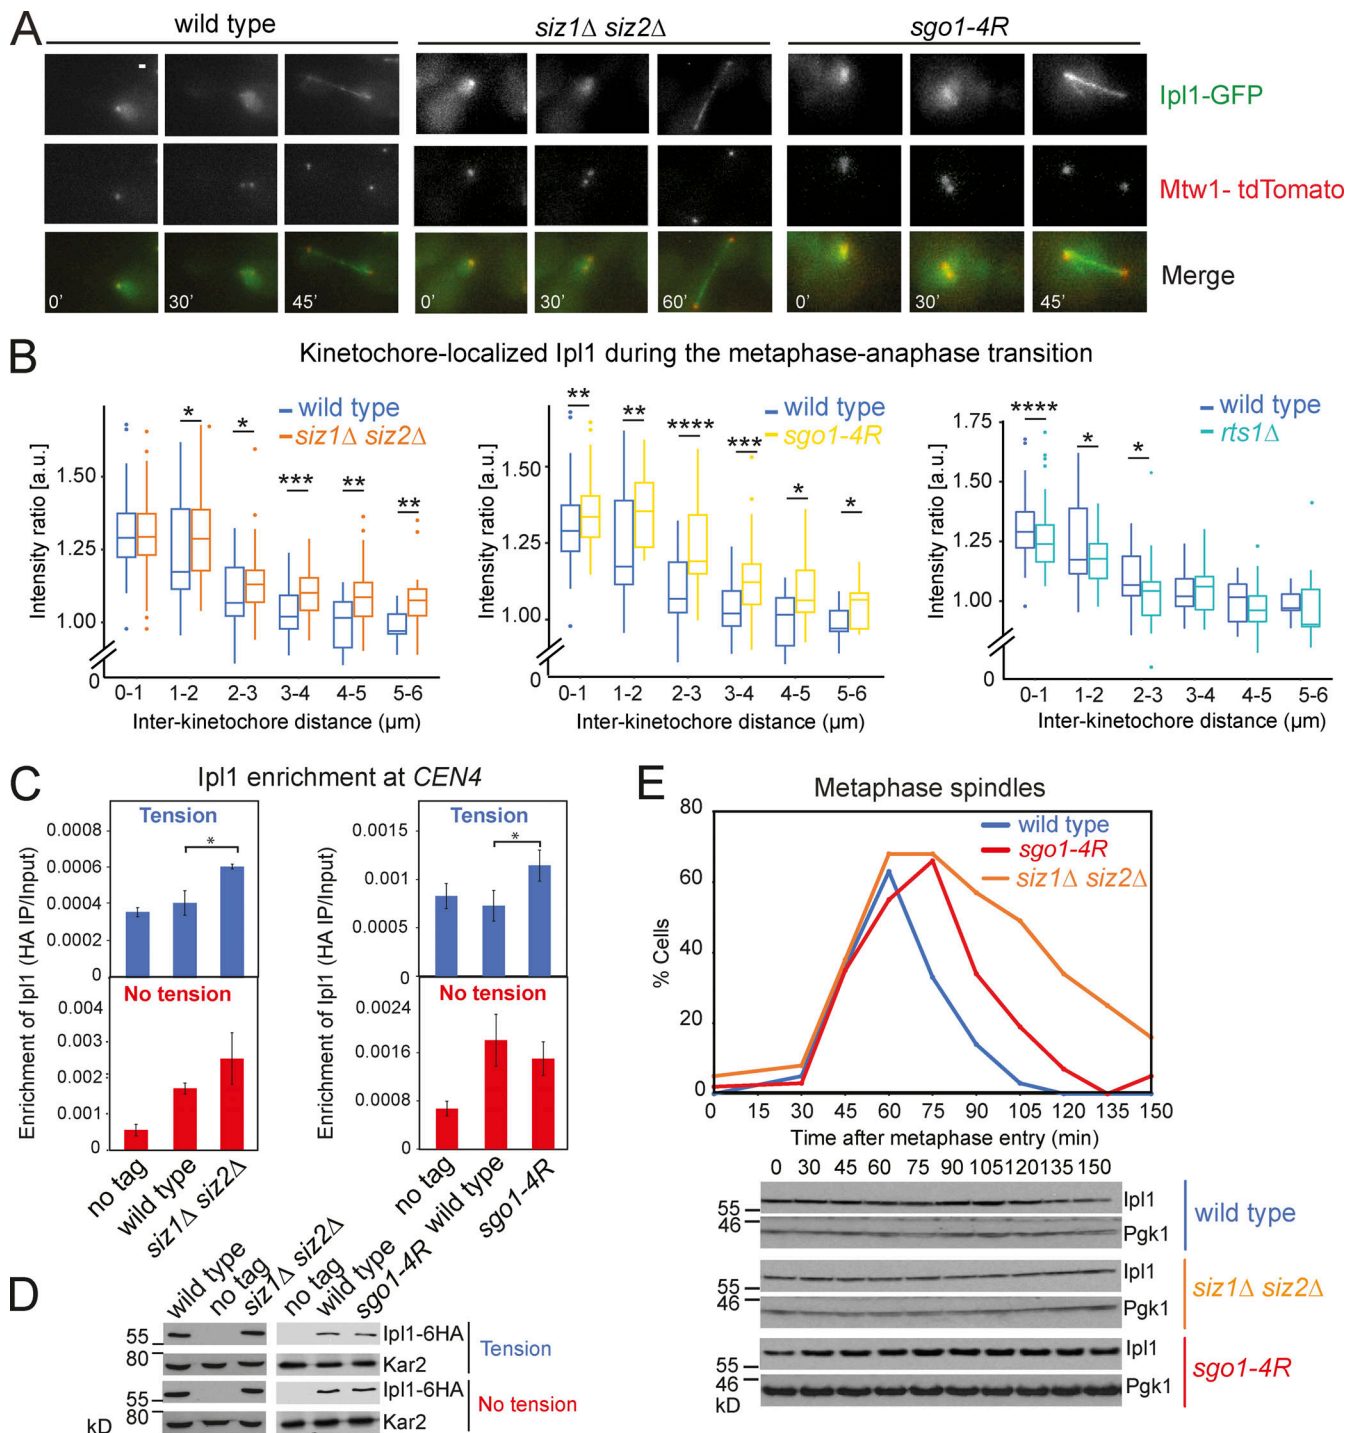 A
wild type
siz1Δ siz2Δ
sgo1-4R
Ipl1-GFP
Mtw1- tdTomato
Merge
0’ 30’ 45’ 0’ 30’ 60’ 0’ 30’ 45’
B
Kinetochore-localized Ipl1 during the metaphase-anaphase transition
Intensity ratio [a.u.]
1.50
1.25
1.00
0
wild type
siz1Δ siz2Δ
* * *** ** **
0-1 1-2 2-3 3-4 4-5 5-6
Inter-kinetochore distance (µm)
Intensity ratio [a.u.]
1.50
1.25
1.00
0
wild type
sgo1-4R
** ** **** *** * *
0-1 1-2 2-3 3-4 4-5 5-6
Inter-kinetochore distance (µm)
Intensity ratio [a.u.]
1.75
1.50
1.25
1.00
0
wild type
rts1Δ
**** * *
0-1 1-2 2-3 3-4 4-5 5-6
Inter-kinetochore distance (µm)
C
Ipl1 enrichment at CEN4
Enrichment of Ipl1 (HA IP/Input)
Tension
0.0008
0.0006
0.0004
0.0002
0
*
No tension
0.004
0.003
0.002
0.001
0
no tag
wild type
siz1Δ siz2Δ
Enrichment of Ipl1 (HA IP/Input)
Tension
0.0015
0.001
0.0005
0
*
No tension
0.0024
0.0016
0.0008
0
no tag
wild type
sgo1-4R
D
wild type
no tag
siz1Δ siz2Δ
no tag
wild type
sgo1-4R
55
80
55
80
kD
Ipl1-6HA
Kar2
Tension
Ipl1-6HA
Kar2
No tension
E
Metaphase spindles
% Cells
80
60
40
20
0
wild type
sgo1-4R
siz1Δ siz2Δ
0 15 30 45 60 75 90 105 120 135 150
Time after metaphase entry (min)
0 30 45 60 75 90 105 120 135 150
55
46
Ipl1
Pgk1
wild type
55
46
Ipl1
Pgk1
siz1Δ siz2Δ
55
46
kD
Ipl1
Pgk1
sgo1-4R